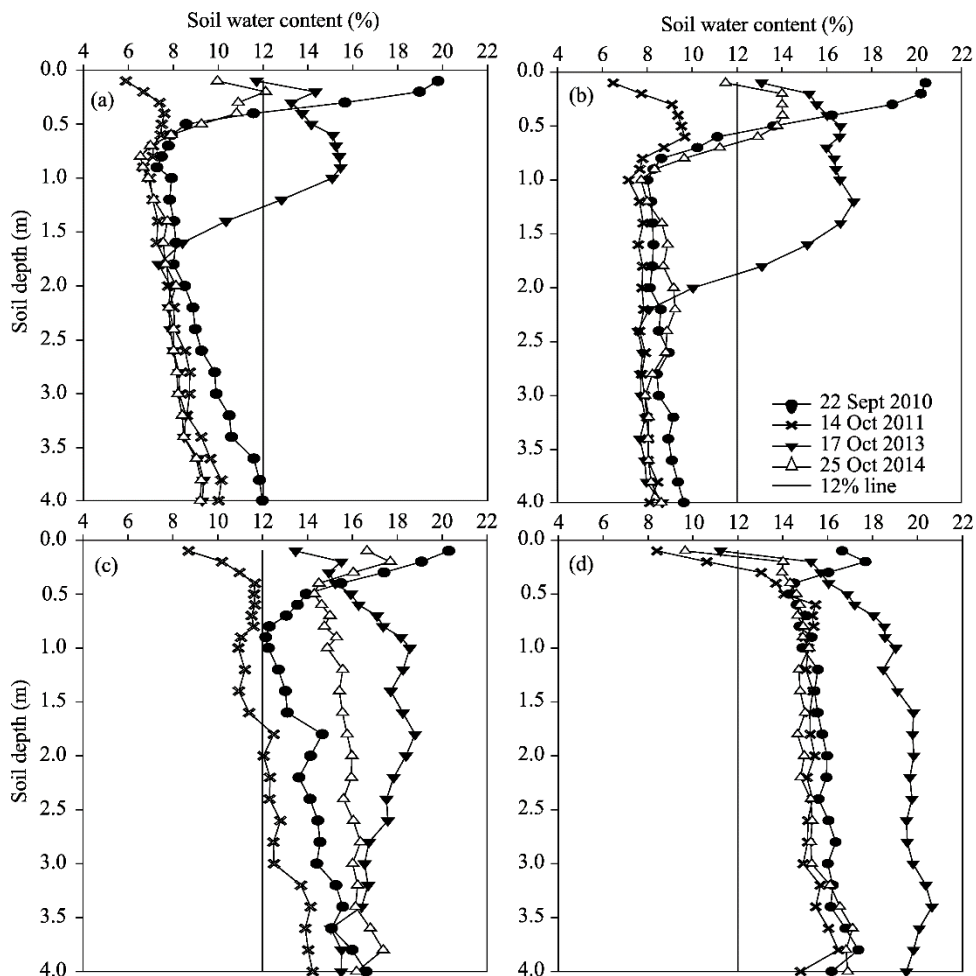 Soil water content (%)
Soil water content (%)
4 6 8 10 12 14 16 18 20 22
4 6 8 10 12 14 16 18 20 22
0.0
0.5
1.0
1.5
2.0
2.5
3.0
3.5
4.0
Soil depth (m)
(a)
(b)
22 Sept 2010
14 Oct 2011
17 Oct 2013
25 Oct 2014
12% line
4 6 8 10 12 14 16 18 20 22
4 6 8 10 12 14 16 18 20 22
0.0
0.5
1.0
1.5
2.0
2.5
3.0
3.5
4.0
Soil depth (m)
(c)
(d)